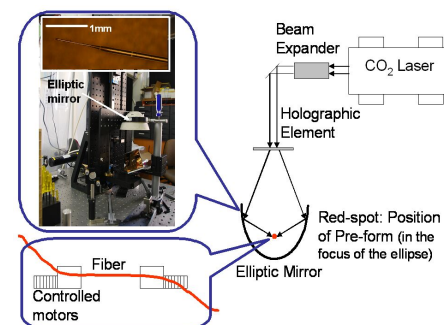 1mm
Elliptic
mirror
Beam
Expander
CO2 Laser
Holographic
Element
Red-spot: Position
of Pre-form (in the
focus of the ellipse)
Elliptic Mirror
Fiber
Controlled
motors